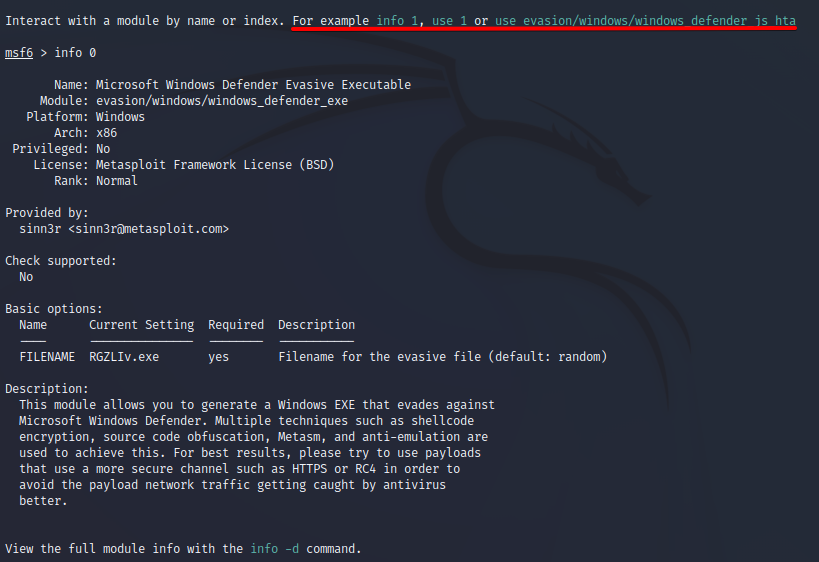 Interact with a module by name or index. For example info 1, use 1 or use evasion/windows/windows_defender_js_hta
msf6 > info 0
Name: Microsoft Windows Defender Evasive Executable
Module: evasion/windows/windows_defender_exe
Platform: Windows
Arch: x86
Privileged: No
License: Metasploit Framework License (BSD)
Rank: Normal
Provided by:
sinn3r <sinn3r@metasploit.com>
Check supported:
No
Basic options:
Name Current Setting Required Description
---- --------------- -------- -----------
FILENAME RGZLIv.exe yes Filename for the evasive file (default: random)
Description:
This module allows you to generate a Windows EXE that evades against
Microsoft Windows Defender. Multiple techniques such as shellcode
encryption, source code obfuscation, Metasm, and anti-emulation are
used to achieve this. For best results, please try to use payloads
that use a more secure channel such as HTTPS or RC4 in order to
avoid the payload network traffic getting caught by antivirus
better.
View the full module info with the info -d command.